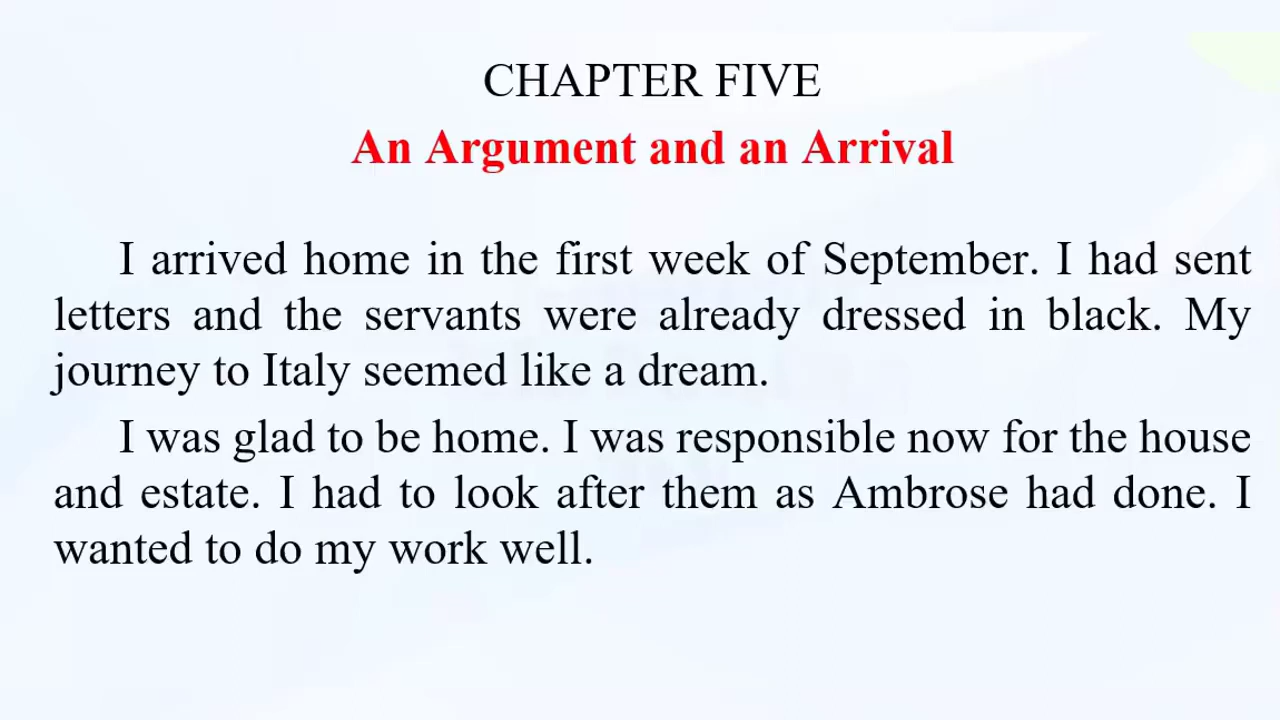 CHAPTER FIVE
An Argument and an Arrival
I arrived home in the first week of September. I had sent
letters and the servants were already dressed in black. My
journey to Italy seemed like a dream.
I was glad to be home. I was responsible now for the house
and estate. I had to look after them as Ambrose had done. I
wanted to do my work well.